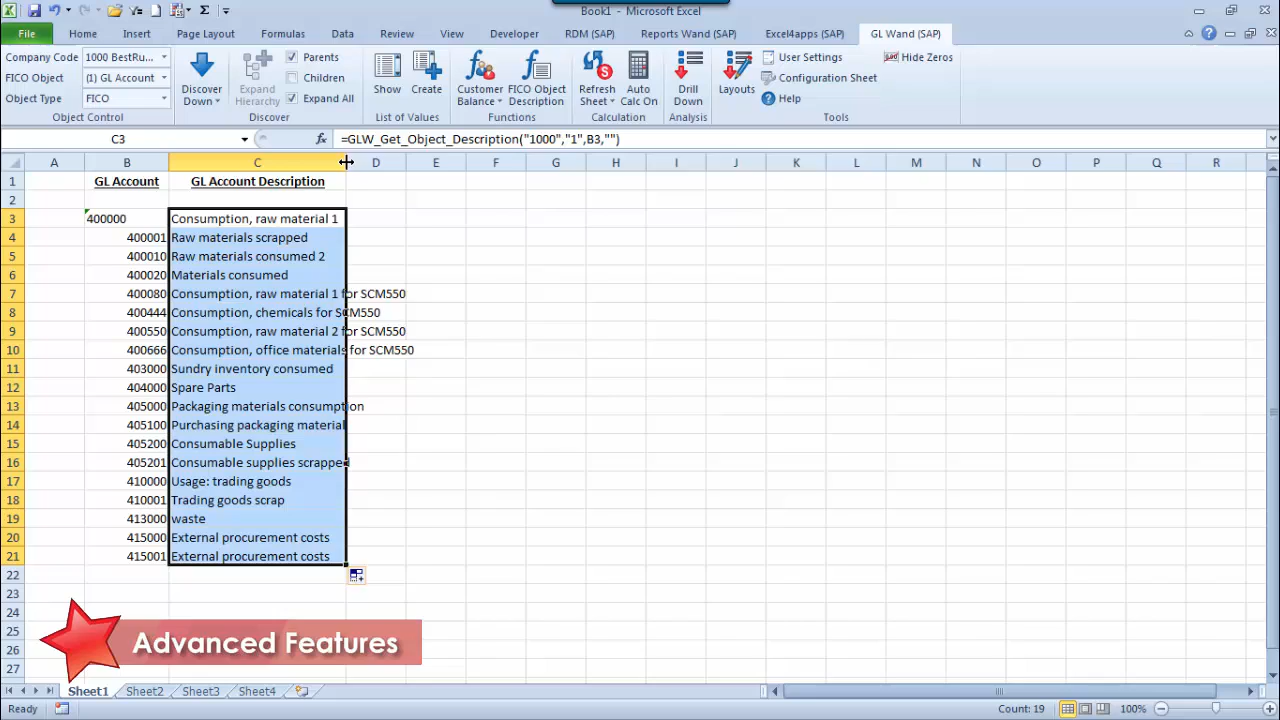 Book1 - Microsoft Excel
File Home Insert Page Layout Formulas Data Review View Developer RDM (SAP) Reports Wand (SAP) Excel4apps (SAP) GL Wand (SAP)
Company Code 1000 BestRu...
FICO Object (1) GL Account
Object Type FICO
Object Control
Discover Down
Expand Hierarchy
Parents
Children
Expand All
Discover
Show
Create
List of Values
Customer Balance
FICO Object Description
Functions
Refresh Sheet
Auto Calc On
Calculation
Drill Down
Analysis
Layouts
User Settings
Configuration Sheet
Help
Hide Zeros
Tools
C3 fx =GLW_Get_Object_Description("1000","1",B3,"")
A B C D E F G H I J K L M N O P Q R
1 GL Account GL Account Description
2
3 400000 Consumption, raw material 1
4 400001 Raw materials scrapped
5 400010 Raw materials consumed 2
6 400020 Materials consumed
7 400080 Consumption, raw material 1 for SCM550
8 400444 Consumption, chemicals for SCM550
9 400550 Consumption, raw material 2 for SCM550
10 400666 Consumption, office materials for SCM550
11 403000 Sundry inventory consumed
12 404000 Spare Parts
13 405000 Packaging materials consumption
14 405100 Purchasing packaging material
15 405200 Consumable Supplies
16 405201 Consumable supplies scrapped
17 410000 Usage: trading goods
18 410001 Trading goods scrap
19 413000 waste
20 415000 External procurement costs
21 415001 External procurement costs
22
23
24
25
26
27
Advanced Features
Sheet1 Sheet2 Sheet3 Sheet4
Ready Count: 19 100%